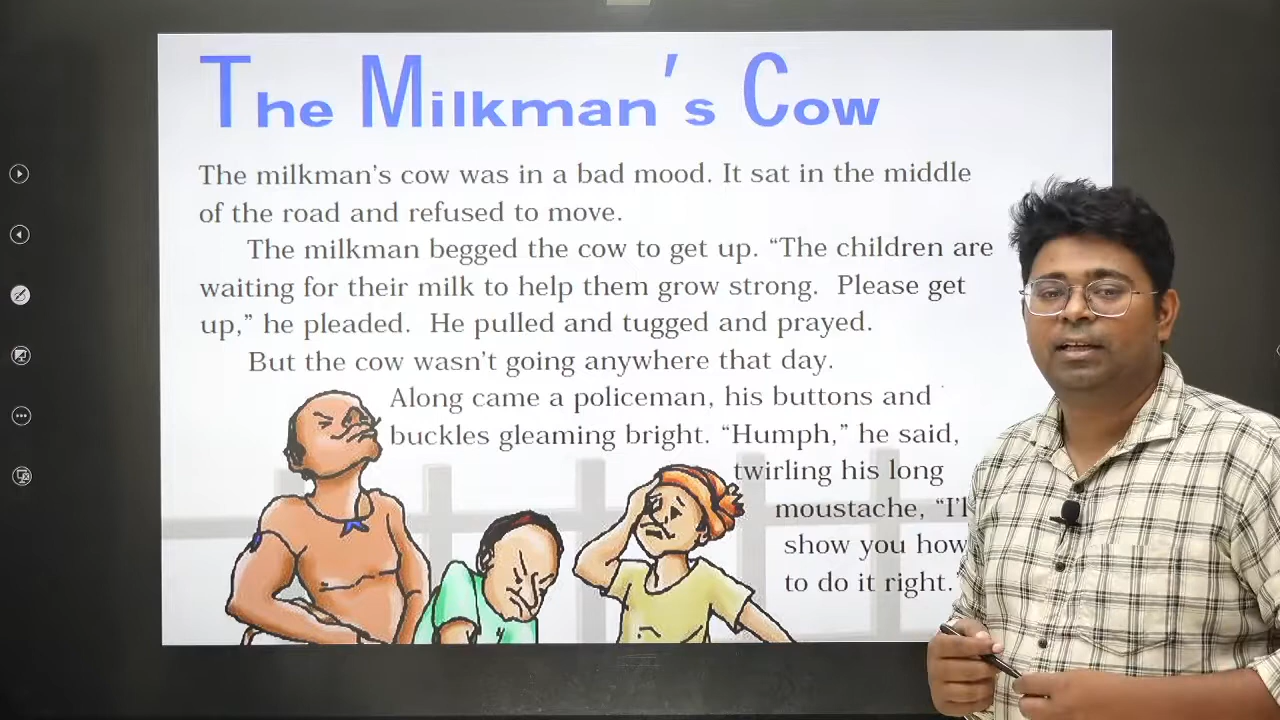 The Milkman's Cow
The milkman's cow was in a bad mood. It sat in the middle
of the road and refused to move.
The milkman begged the cow to get up. “The children are
waiting for their milk to help them grow strong. Please get
up,” he pleaded. He pulled and tugged and prayed.
But the cow wasn't going anywhere that day.
Along came a policeman, his buttons and
buckles gleaming bright. “Humph,” he said,
twirling his long
moustache, “I'l
show you how
to do it right.